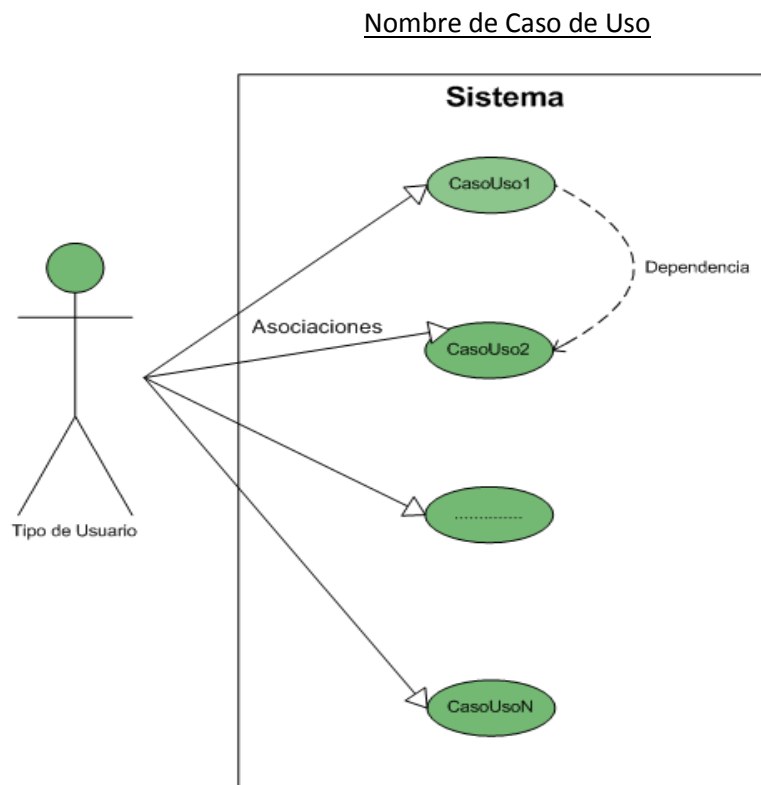 Nombre de Caso de Uso
Sistema
CasoUso1
Dependencia
Asociaciones
CasoUso2
..............
Tipo de Usuario
CasoUsoN